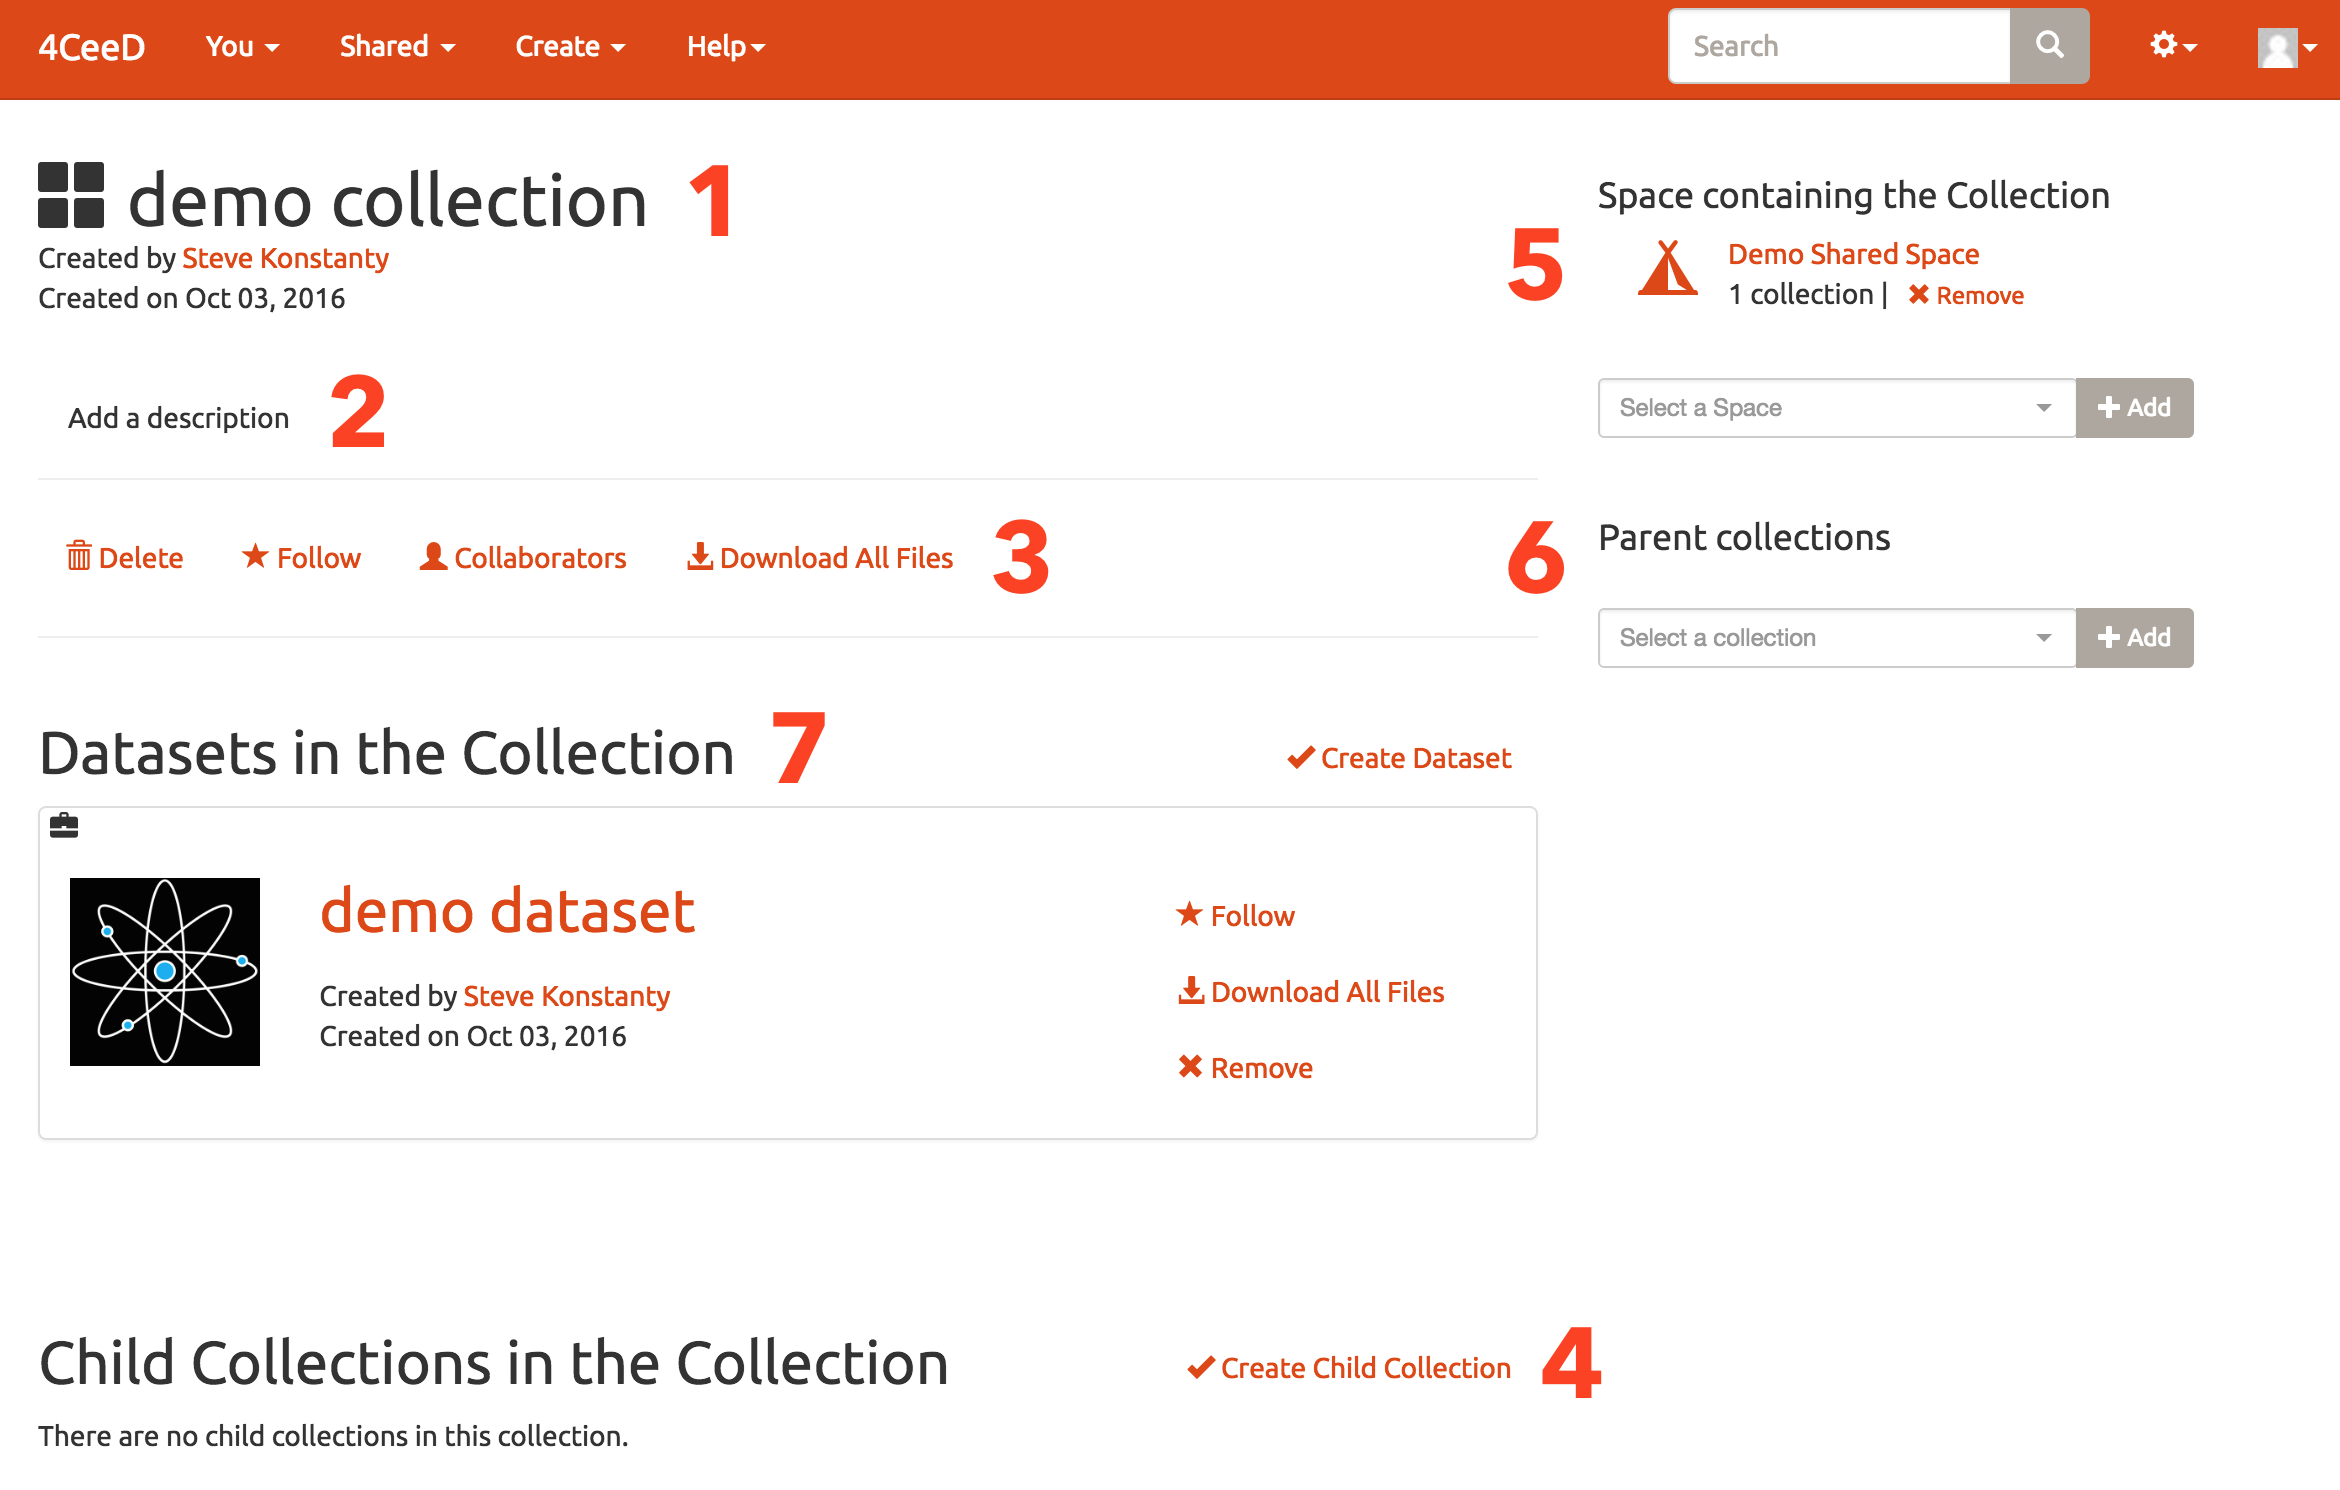 4CeeD You Shared Create Help Search
demo collection 1
Created by Steve Konstanty
Created on Oct 03, 2016
Add a description 2
Delete Follow Collaborators Download All Files 3
5 Space containing the Collection
Demo Shared Space
1 collection | Remove
Select a Space Add
6 Parent collections
Select a collection Add
Datasets in the Collection 7 Create Dataset
demo dataset
Created by Steve Konstanty
Created on Oct 03, 2016
Follow
Download All Files
Remove
Child Collections in the Collection Create Child Collection 4
There are no child collections in this collection.